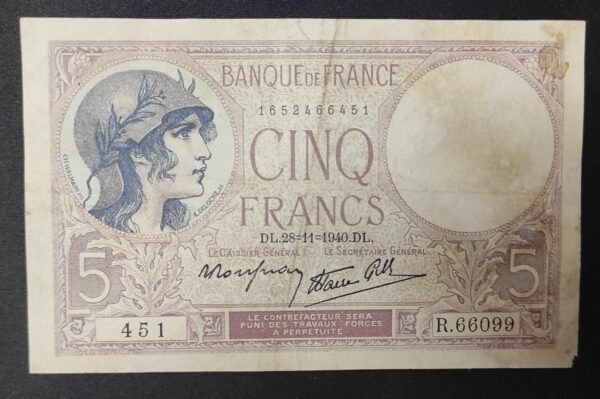 BANQUE DE FRANCE
1652466451
CINQ
FRANCS
DL.28=11=1940.DL.
LE CAISSIER GÉNÉRAL LE SECRÉTAIRE GÉNÉRAL
5 5
LE CONTREFACTEUR SERA
PUNI DES TRAVAUX FORCÉS
À PERPÉTUITÉ
451 R.66099